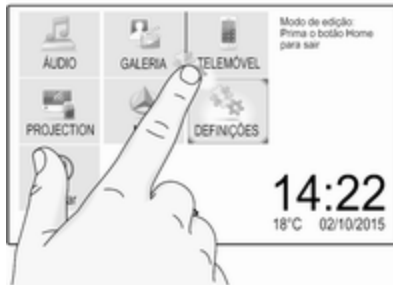 Modo de edição:
Prima o botão Home
para sair
ÁUDIO
GALERIA
TELEMÓVEL
PROJECTION
DEFINIÇÕES
14:22
18°C 02/10/2015